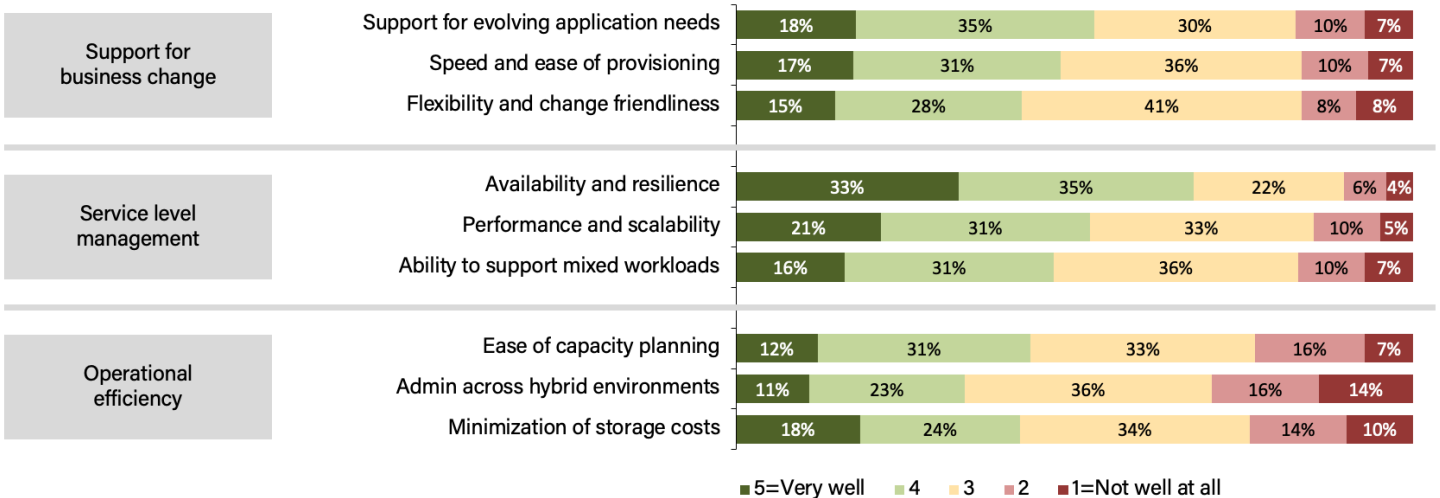 Support for
business change
Support for evolving application needs
18% 35% 30% 10% 7%
Speed and ease of provisioning
17% 31% 36% 10% 7%
Flexibility and change friendliness
15% 28% 41% 8% 8%
Service level
management
Availability and resilience
33% 35% 22% 6% 4%
Performance and scalability
21% 31% 33% 10% 5%
Ability to support mixed workloads
16% 31% 36% 10% 7%
Operational
efficiency
Ease of capacity planning
12% 31% 33% 16% 7%
Admin across hybrid environments
11% 23% 36% 16% 14%
Minimization of storage costs
18% 24% 34% 14% 10%
5=Very well 4 3 2 1=Not well at all